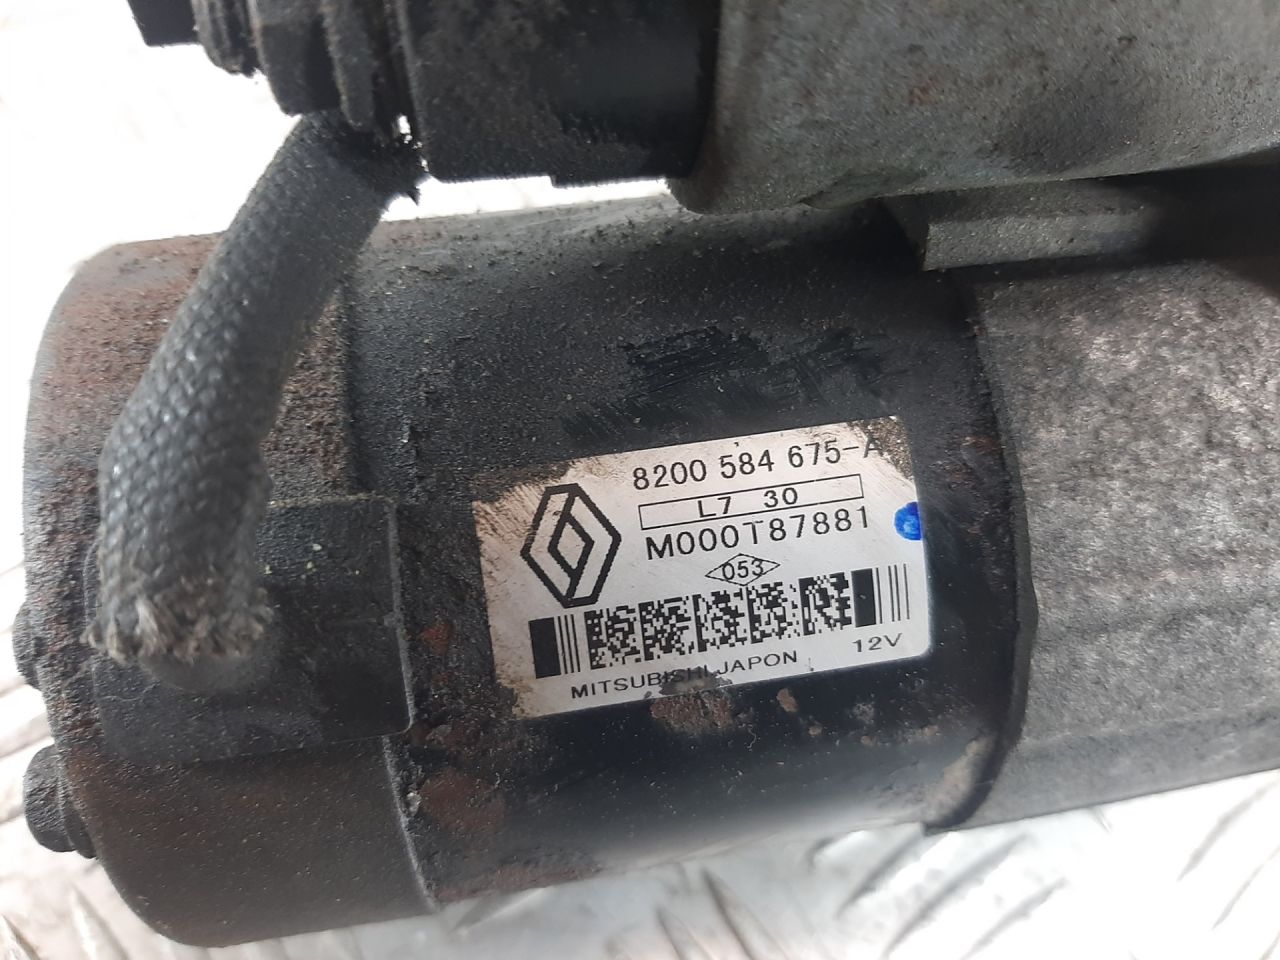 8200 584 675-A
L7 30
M000T87881
053
MITSUBISHI JAPON 12V